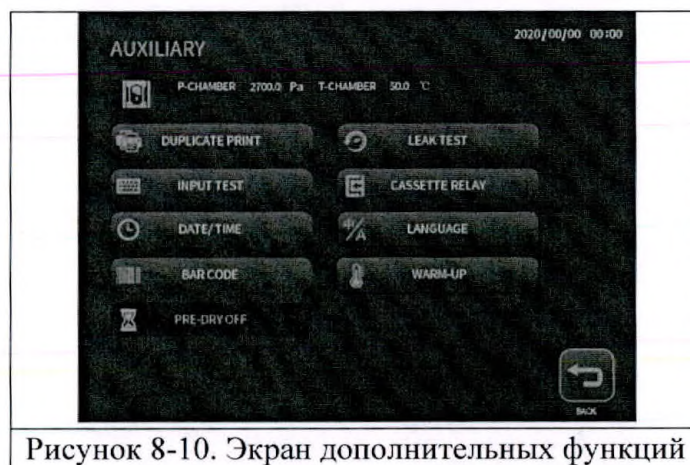 2020/00/00 00:00
AUXILIARY
P-CHAMBER 2700.0 Pa T-CHAMBER 50.0 ℃
DUPLICATE PRINT LEAK TEST
INPUT TEST CASSETTE RELAY
DATE/TIME LANGUAGE
BAR CODE WARM-UP
PRE-DRY OFF
BACK
Рисунок 8-10. Экран дополнительных функций